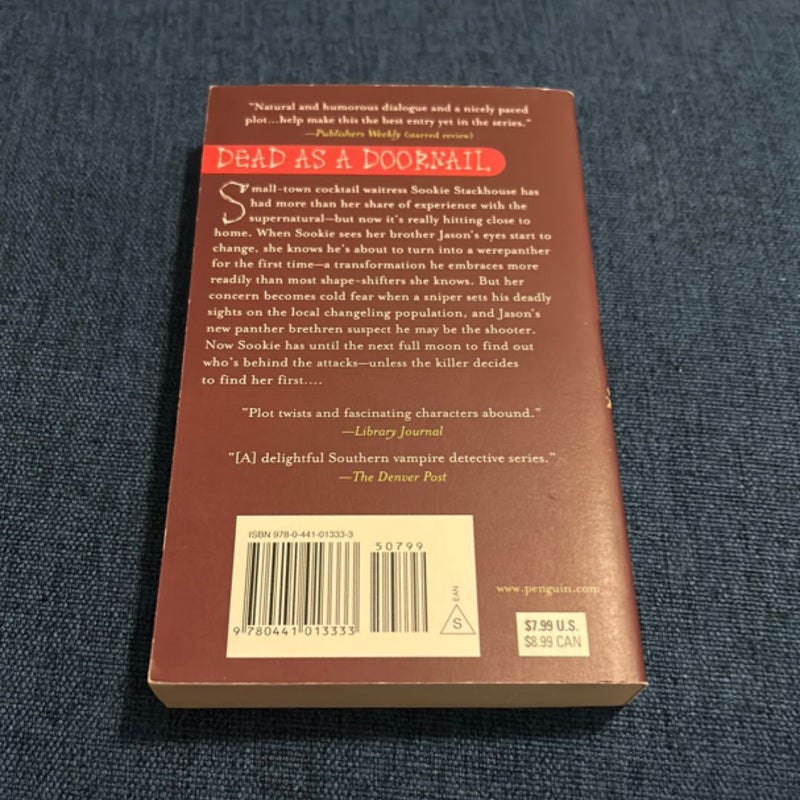 "Natural and humorous dialogue and a nicely paced
plot...help make this the best entry yet in the series."
—Publishers Weekly (starred review)
DEAD AS A DOORNAIL
Small-town cocktail waitress Sookie Stackhouse has
had more than her share of experience with the
supernatural—but now it's really hitting close to
home. When Sookie sees her brother Jason's eyes start to
change, she knows he's about to turn into a werepanther
for the first time—a transformation he embraces more
readily than most shape-shifters she knows. But her
concern becomes cold fear when a sniper sets his deadly
sights on the local changeling population, and Jason's
new panther brethren suspect he may be the shooter.
Now Sookie has until the next full moon to find out
who's behind the attacks—unless the killer decides
to find her first....
"Plot twists and fascinating characters abound."
—Library Journal
"[A] delightful Southern vampire detective series."
—The Denver Post
ISBN 978-0-441-01333-3
50799
9 780441 013333
EAN
S
www.penguin.com
$7.99 U.S.
$8.99 CAN